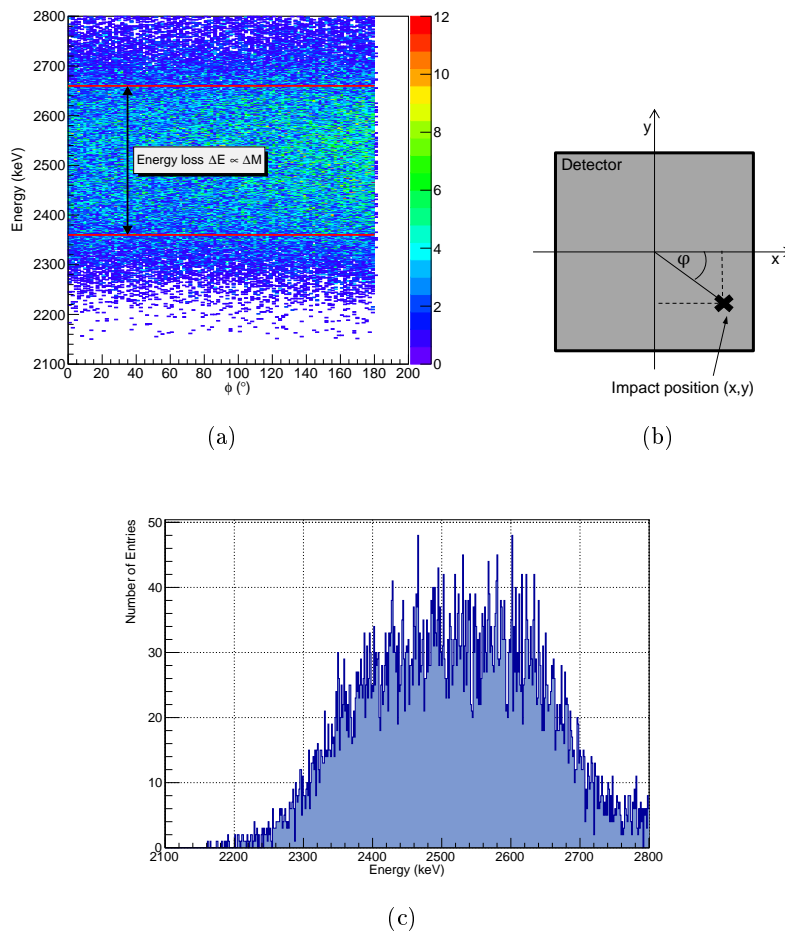 2800
2700
2600
2500
2400
2300
2200
2100
Energy (keV)
0 20 40 60 80 100 120 140 160 180 200
ϕ (°)
Energy loss ΔE ∝ ΔM
12
10
8
6
4
2
0
(a)
y
Detector
φ
x
Impact position (x,y)
(b)
Number of Entries
50
40
30
20
10
0
2100 2200 2300 2400 2500 2600 2700 2800
Energy (keV)
(c)